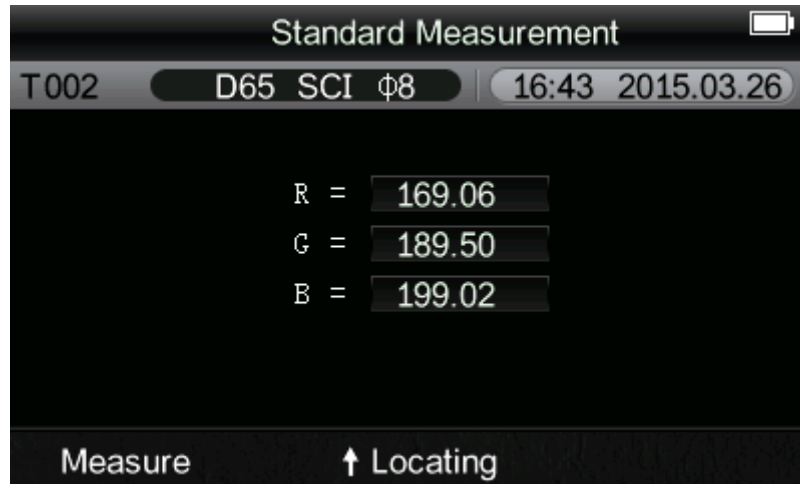 Standard Measurement
T002 D65 SCI Φ8 16:43 2015.03.26
R = 169.06
G = 189.50
B = 199.02
Measure ↑ Locating